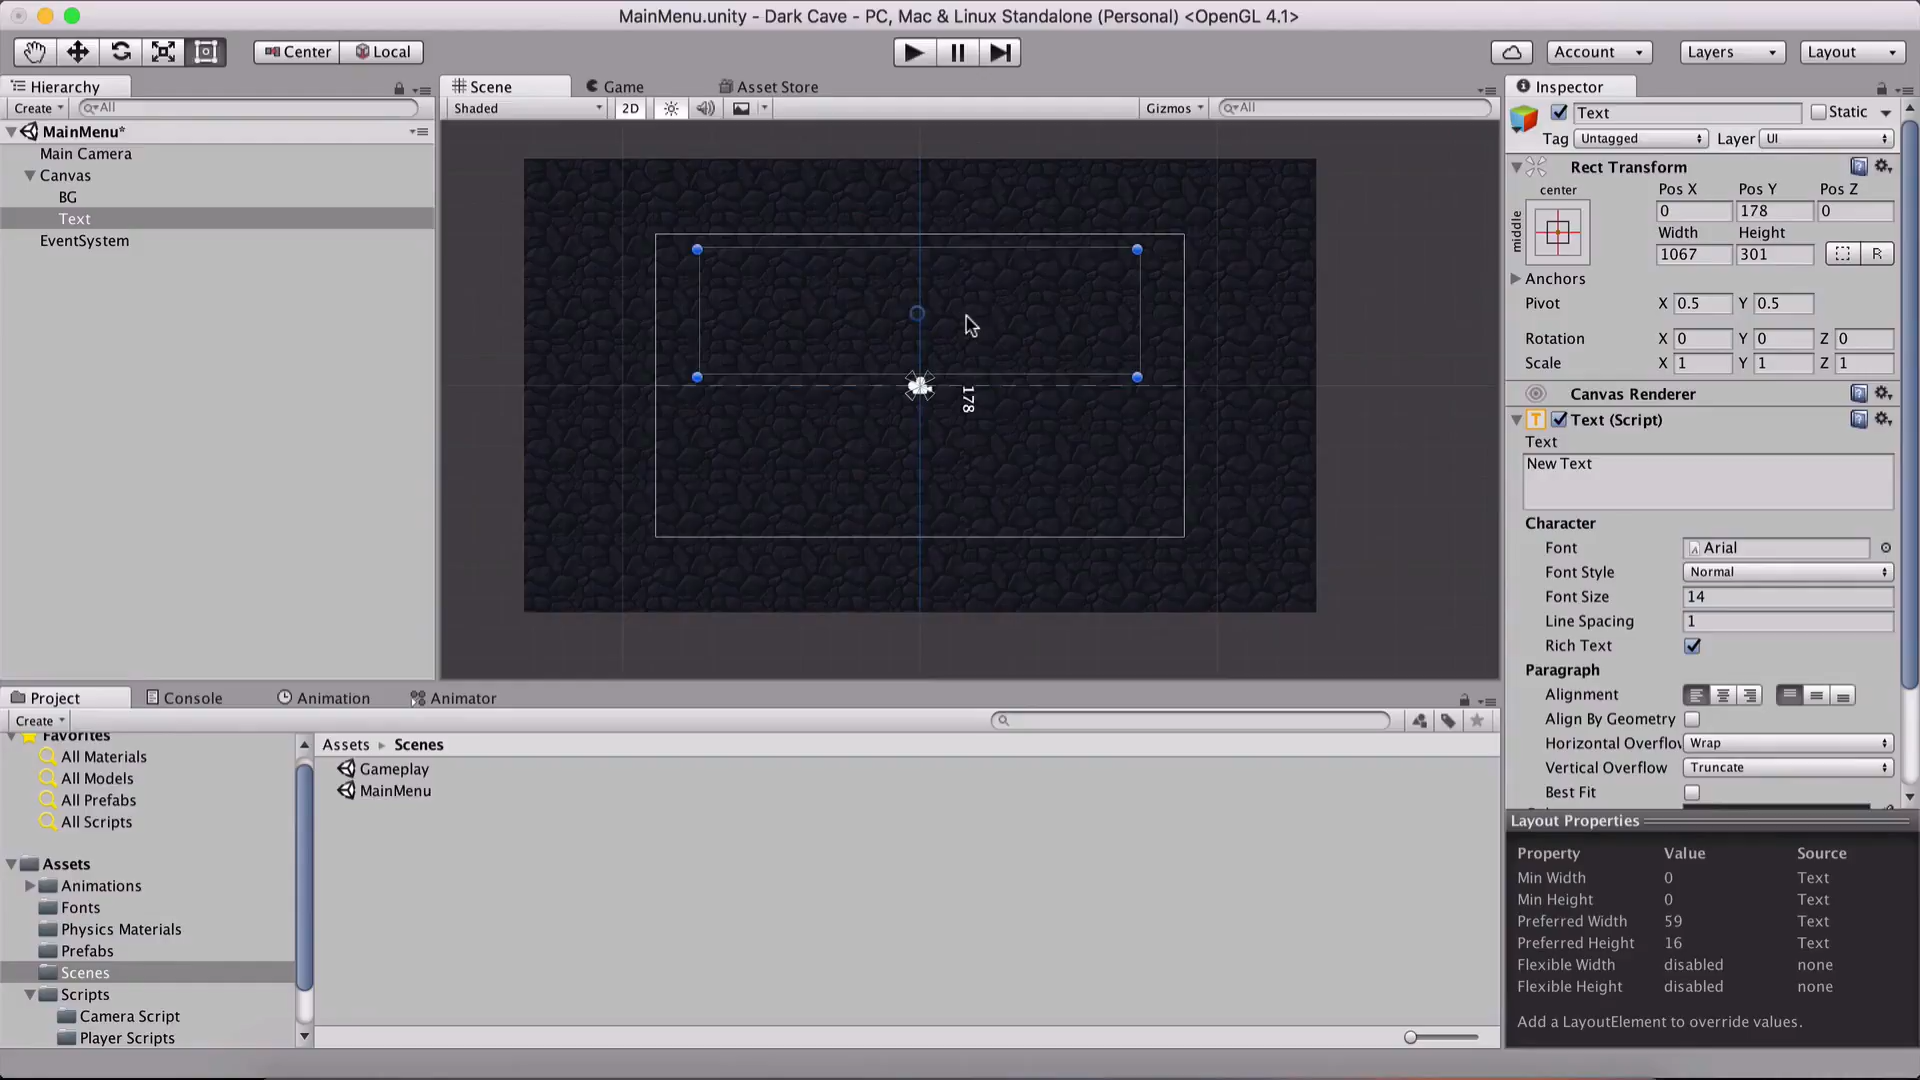 MainMenu.unity - Dark Cave - PC, Mac & Linux Standalone (Personal) <OpenGL 4.1>
Center Local Account Layers Layout
Hierarchy
Create All
MainMenu*
Main Camera
Canvas
BG
Text
EventSystem
Scene Game Asset Store
Shaded 2D Gizmos All
178
Inspector
Text Static
Tag Untagged Layer UI
Rect Transform
center Pos X Pos Y Pos Z
middle 0 178 0
Width Height
1067 301 R
Anchors
Pivot X 0.5 Y 0.5
Rotation X 0 Y 0 Z 0
Scale X 1 Y 1 Z 1
Canvas Renderer
T Text (Script)
Text
New Text
Character
Font Arial
Font Style Normal
Font Size 14
Line Spacing 1
Rich Text
Paragraph
Alignment
Align By Geometry
Horizontal Overflow Wrap
Vertical Overflow Truncate
Best Fit
Layout Properties
Property Value Source
Min Width 0 Text
Min Height 0 Text
Preferred Width 59 Text
Preferred Height 16 Text
Flexible Width disabled none
Flexible Height disabled none
Add a LayoutElement to override values.
Project Console Animation Animator
Create
Favorites
All Materials
All Models
All Prefabs
All Scripts
Assets
Animations
Fonts
Physics Materials
Prefabs
Scenes
Scripts
Camera Script
Player Scripts
Assets Scenes
Gameplay
MainMenu